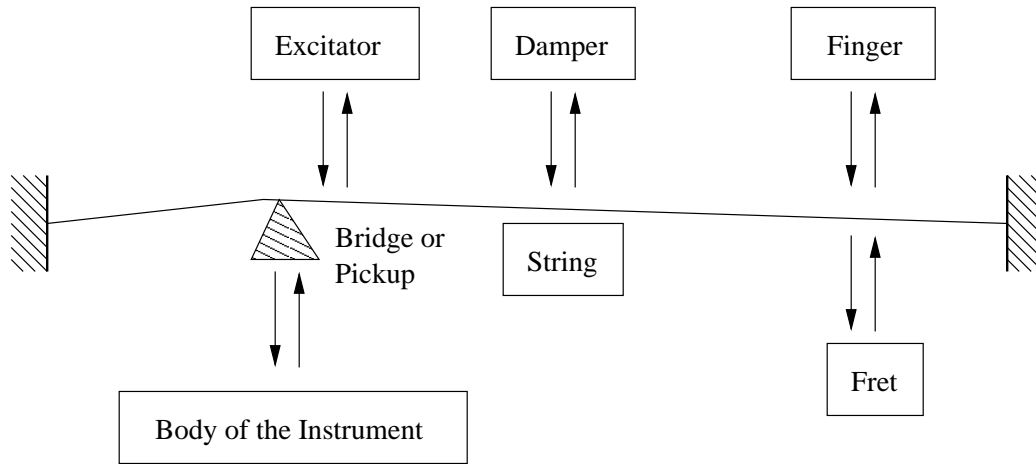 Excitator
Damper
Finger
Bridge or
Pickup
String
Fret
Body of the Instrument